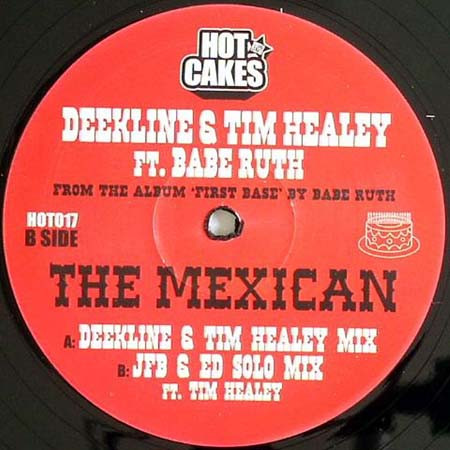 HOT
CAKES
DEEKLINE & TIM HEALEY
FT. BABE RUTH
FROM THE ALBUM 'FIRST BASE' BY BABE RUTH
HOT017
B SIDE
THE MEXICAN
A: DEEKLINE & TIM HEALEY MIX
B: JFB & ED SOLO MIX
FT. TIM HEALEY